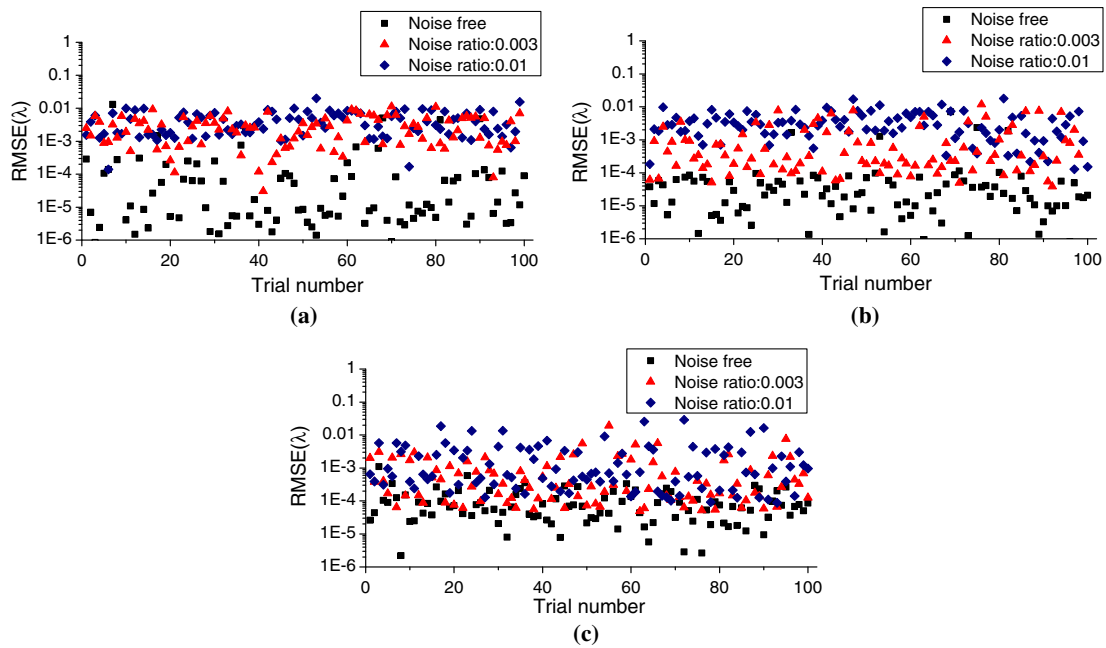 Noise free
Noise ratio:0.003
Noise ratio:0.01
1
0.1
0.01
1E-3
1E-4
1E-5
1E-6
RMSE(λ)
0 20 40 60 80 100
Trial number
(a)
Noise free
Noise ratio:0.003
Noise ratio:0.01
1
0.1
0.01
1E-3
1E-4
1E-5
1E-6
RMSE(λ)
0 20 40 60 80 100
Trial number
(b)
Noise free
Noise ratio:0.003
Noise ratio:0.01
1
0.1
0.01
1E-3
1E-4
1E-5
1E-6
RMSE(λ)
0 20 40 60 80 100
Trial number
(c)